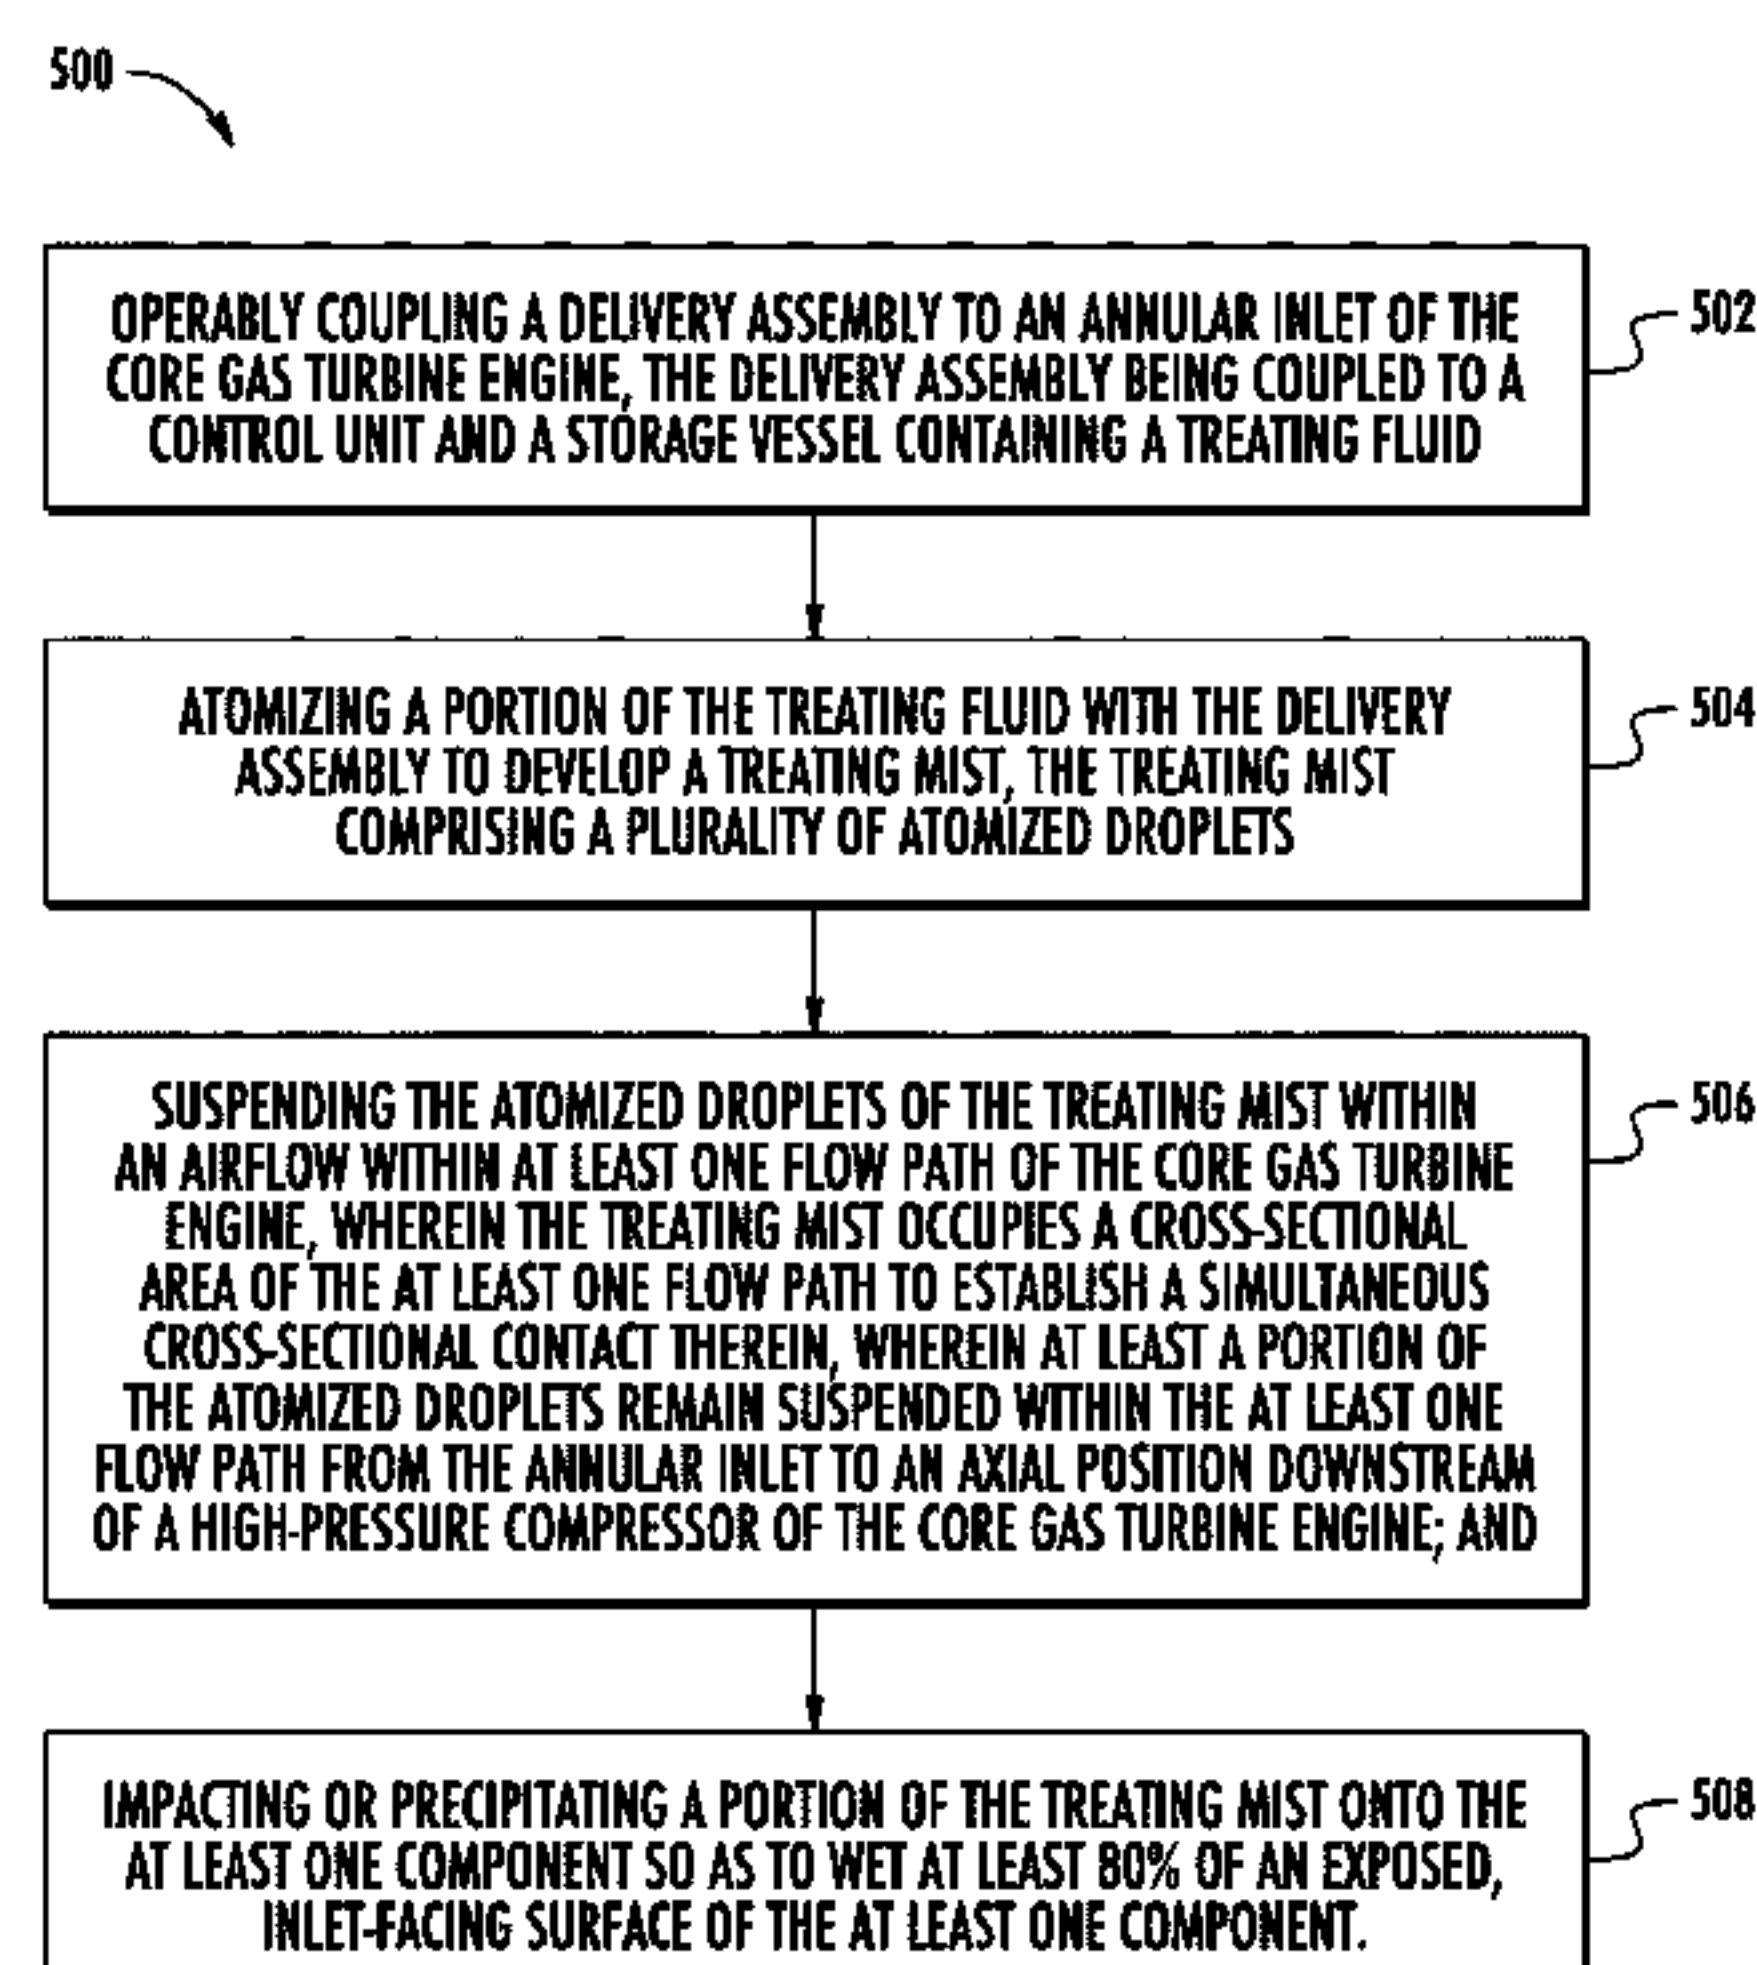 500
OPERABLY COUPLING A DELIVERY ASSEMBLY TO AN ANNULAR INLET OF THE
CORE GAS TURBINE ENGINE, THE DELIVERY ASSEMBLY BEING COUPLED TO A
CONTROL UNIT AND A STORAGE VESSEL CONTAINING A TREATING FLUID
502
ATOMIZING A PORTION OF THE TREATING FLUID WITH THE DELIVERY
ASSEMBLY TO DEVELOP A TREATING MIST, THE TREATING MIST
COMPRISING A PLURALITY OF ATOMIZED DROPLETS
504
SUSPENDING THE ATOMIZED DROPLETS OF THE TREATING MIST WITHIN
AN AIRFLOW WITHIN AT LEAST ONE FLOW PATH OF THE CORE GAS TURBINE
ENGINE, WHEREIN THE TREATING MIST OCCUPIES A CROSS-SECTIONAL
AREA OF THE AT LEAST ONE FLOW PATH TO ESTABLISH A SIMULTANEOUS
CROSS-SECTIONAL CONTACT THEREIN, WHEREIN AT LEAST A PORTION OF
THE ATOMIZED DROPLETS REMAIN SUSPENDED WITHIN THE AT LEAST ONE
FLOW PATH FROM THE ANNULAR INLET TO AN AXIAL POSITION DOWNSTREAM
OF A HIGH-PRESSURE COMPRESSOR OF THE CORE GAS TURBINE ENGINE; AND
506
IMPACTING OR PRECIPITATING A PORTION OF THE TREATING MIST ONTO THE
AT LEAST ONE COMPONENT SO AS TO WET AT LEAST 80% OF AN EXPOSED,
INLET-FACING SURFACE OF THE AT LEAST ONE COMPONENT.
508